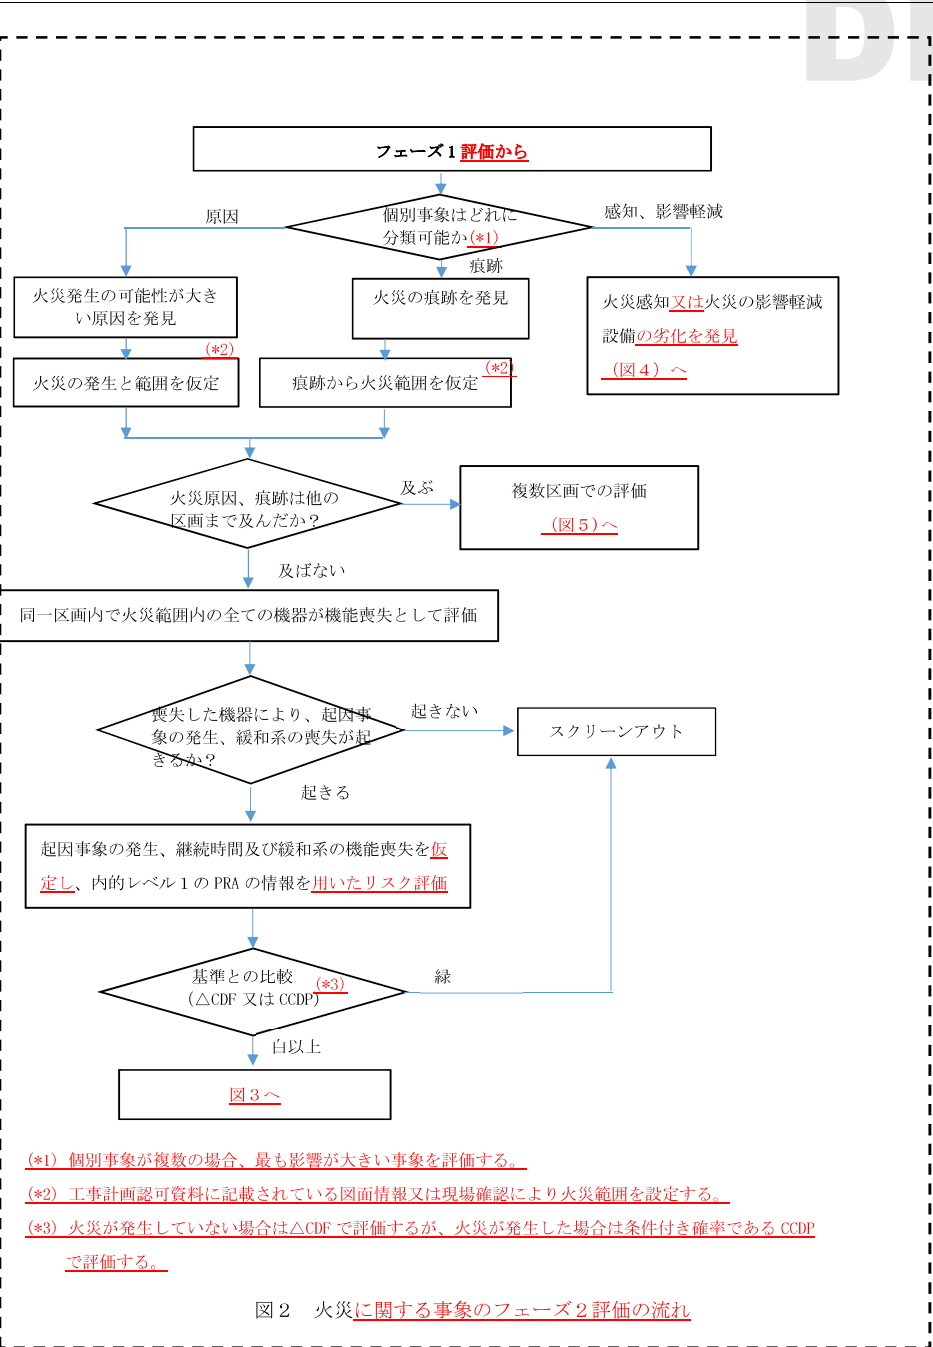 フェーズ１評価から
個別事象はどれに
分類可能か(*1)
原因
感知、影響軽減
痕跡
火災発生の可能性が大き
い原因を発見
火災の痕跡を発見
火災感知又は火災の影響軽減
設備の劣化を発見
（図４）へ
(*2)
火災の発生と範囲を仮定
(*2)
痕跡から火災範囲を仮定
火災原因、痕跡は他の
区画まで及んだか？
及ぶ
複数区画での評価
（図５）へ
及ばない
同一区画内で火災範囲内の全ての機器が機能喪失として評価
喪失した機器により、起因事
象の発生、緩和系の喪失が起
きるか？
起きない
スクリーンアウト
起きる
起因事象の発生、継続時間及び緩和系の機能喪失を仮
定し、内的レベル１の PRA の情報を用いたリスク評価
基準との比較
(*3)
（△CDF 又は CCDP）
緑
白以上
図３へ
(*1) 個別事象が複数の場合、最も影響が大きい事象を評価する。
(*2) 工事計画認可資料に記載されている図面情報又は現場確認により火災範囲を設定する。
(*3) 火災が発生していない場合は△CDF で評価するが、火災が発生した場合は条件付き確率である CCDP
で評価する。
図２　火災に関する事象のフェーズ２評価の流れ